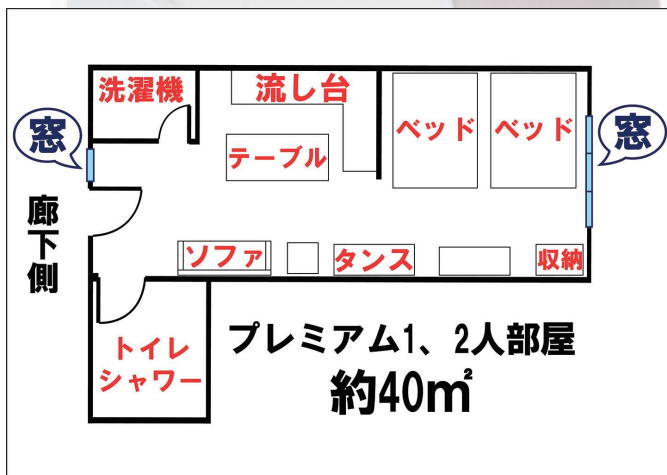 洗濯機
流し台
窓
ベッド
ベッド
窓
テーブル
廊下側
ソファ
タンス
収納
トイレ
シャワー
プレミアム1、2人部屋
約40㎡